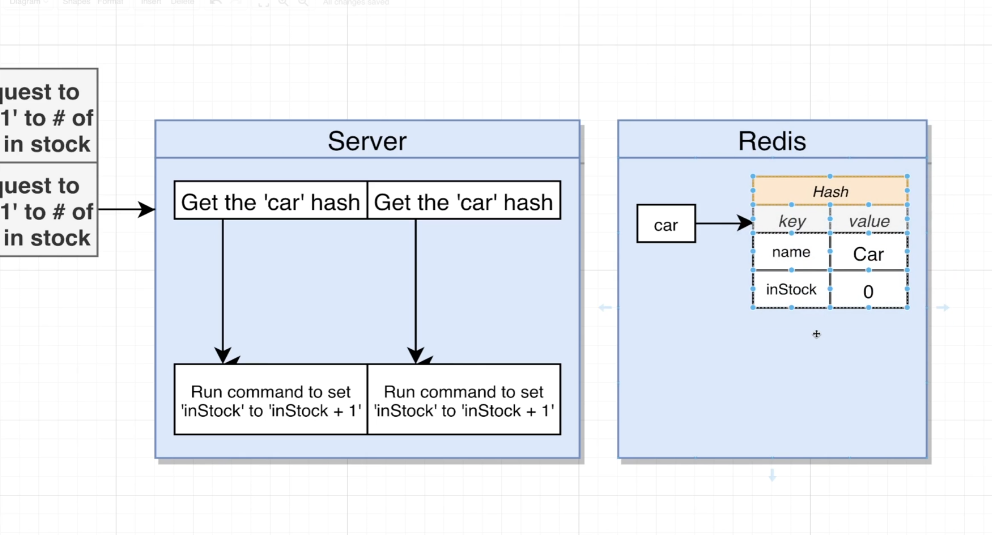 Diagram Shapes Format Insert Delete All changes saved
quest to
1' to # of
in stock
quest to
1' to # of
in stock
Server
Get the 'car' hash
Get the 'car' hash
Run command to set
'inStock' to 'inStock + 1'
Run command to set
'inStock' to 'inStock + 1'
Redis
car
Hash
key value
name Car
inStock 0